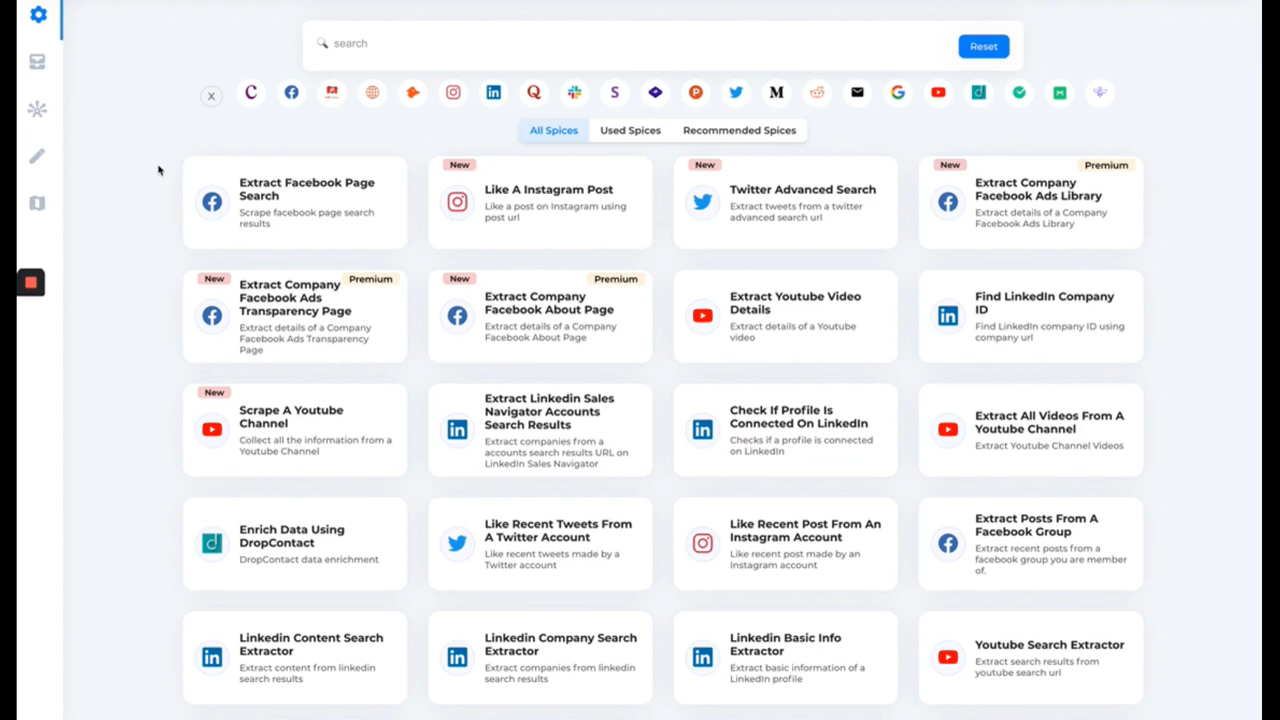 search
Reset
X
All Spices
Used Spices
Recommended Spices
Extract Facebook Page
Search
Scrape facebook page search
results
New
Like A Instagram Post
Like a post on Instagram using
post url
New
Twitter Advanced Search
Extract tweets from a twitter
advanced search url
New
Premium
Extract Company
Facebook Ads Library
Extract details of a Company
Facebook Ads Library
New
Premium
Extract Company
Facebook Ads
Transparency Page
Extract details of a Company
Facebook Ads Transparency
Page
New
Premium
Extract Company
Facebook About Page
Extract details of a Company
Facebook About Page
Extract Youtube Video
Details
Extract details of a Youtube
video
Find LinkedIn Company
ID
Find LinkedIn company ID using
company url
New
Scrape A Youtube
Channel
Collect all the information from a
Youtube Channel
Extract Linkedin Sales
Navigator Accounts
Search Results
Extract companies from a
accounts search results URL on
LinkedIn Sales Navigator
Check If Profile Is
Connected On LinkedIn
Checks if a profile is connected
on LinkedIn
Extract All Videos From A
Youtube Channel
Extract Youtube Channel Videos
Enrich Data Using
DropContact
DropContact data enrichment
Like Recent Tweets From
A Twitter Account
Like recent tweets made by a
Twitter account
Like Recent Post From An
Instagram Account
Like recent post made by an
Instagram account
Extract Posts From A
Facebook Group
Extract recent posts from a
facebook group you are member
of.
Linkedin Content Search
Extractor
Extract content from linkedin
search results
Linkedin Company Search
Extractor
Extract companies from linkedin
search results
Linkedin Basic Info
Extractor
Extract basic information of a
LinkedIn profile
Youtube Search Extractor
Extract search results from
youtube search url